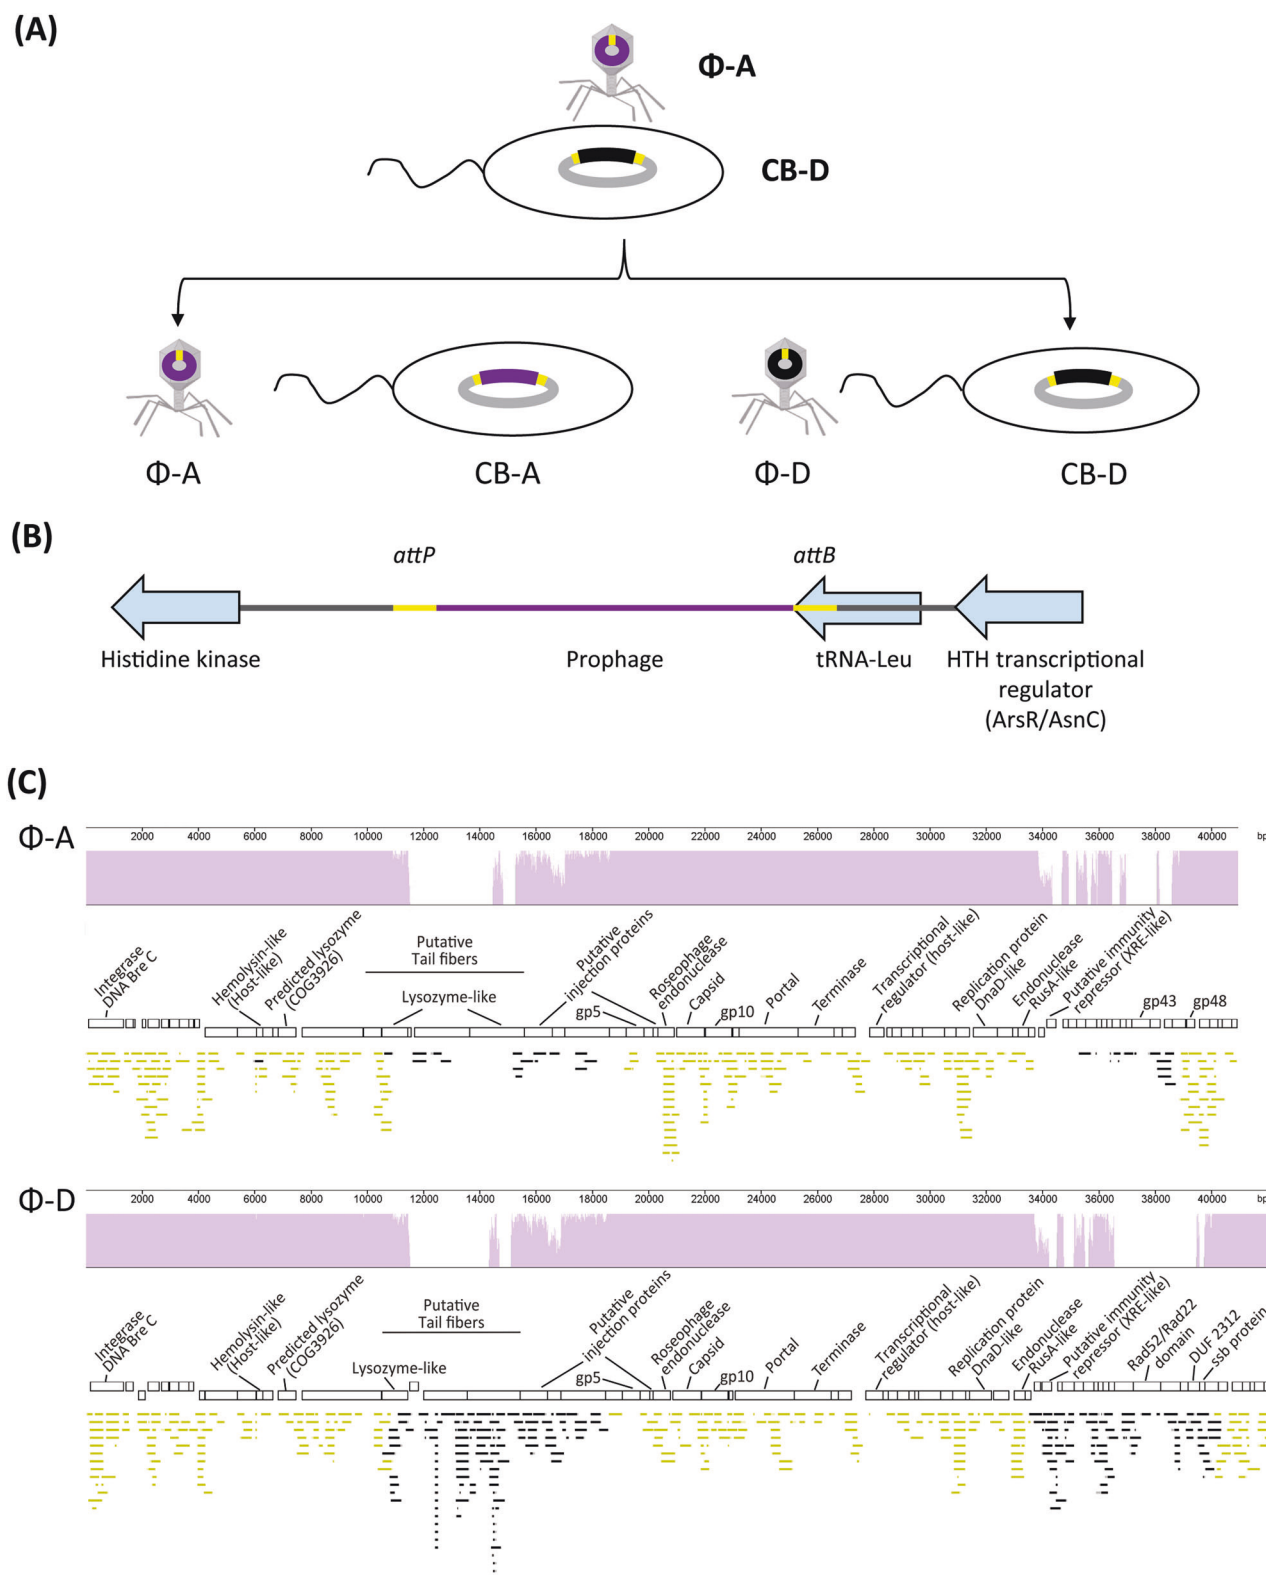 (A)
Φ-A
CB-D
Φ-A
CB-A
Φ-D
CB-D
(B)
attP
attB
Histidine kinase
Prophage
tRNA-Leu
HTH transcriptional
regulator
(ArsR/AsnC)
(C)
Φ-A
2000 4000 6000 8000 10000 12000 14000 16000 18000 20000 22000 24000 26000 28000 30000 32000 34000 36000 38000 40000 bp
Integrase
DNA Bre C
Hemolysin-like
(Host-like)
Predicted lysozyme
(COG3926)
Putative
Tail fibers
Lysozyme-like
Putative
injection proteins
gp5
Roseophage
endonuclease
Capsid
gp10
Portal
Terminase
Transcriptional
regulator (host-like)
Replication protein
DnaD-like
Endonuclease
RusA-like
Putative immunity
repressor (XRE-like)
gp43
gp48
Φ-D
2000 4000 6000 8000 10000 12000 14000 16000 18000 20000 22000 24000 26000 28000 30000 32000 34000 36000 38000 40000 bp
Integrase
DNA Bre C
Hemolysin-like
(Host-like)
Predicted lysozyme
(COG3926)
Putative
Tail fibers
Lysozyme-like
Putative
injection proteins
gp5
Roseophage
endonuclease
Capsid
gp10
Portal
Terminase
Transcriptional
regulator (host-like)
Replication protein
DnaD-like
Endonuclease
RusA-like
Putative immunity
repressor (XRE-like)
Rad52/Rad22
domain
DUF 2312
ssb protein